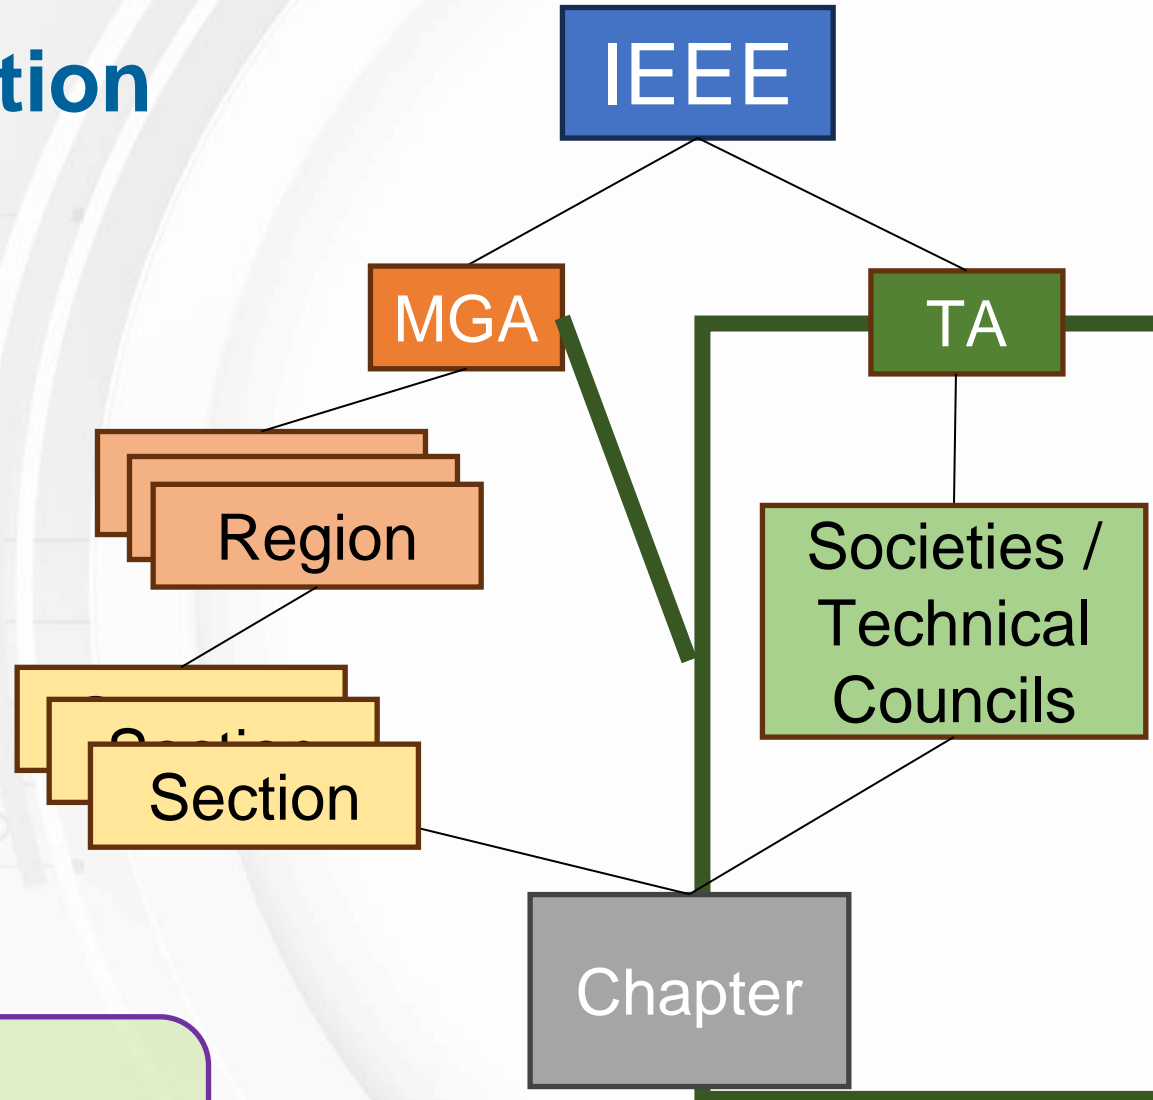 tion
IEEE
MGA
TA
Region
Societies /
Technical
Councils
Section
Chapter